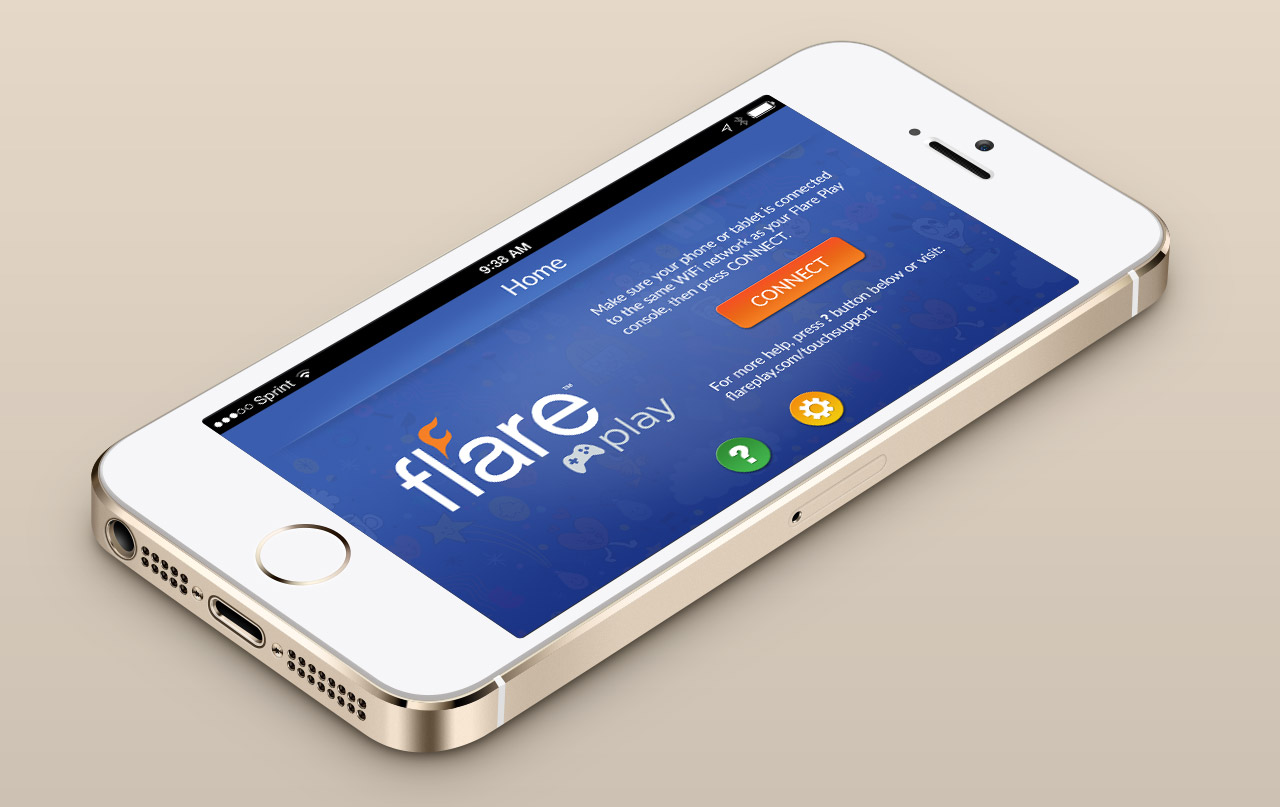 Sprint 9:38 AM
Home
flare™
play
Make sure your phone or tablet is connected
to the same WiFi network as your Flare Play
console, then press CONNECT.
CONNECT
For more help, press ? button below or visit:
flareplay.com/touchsupport
?